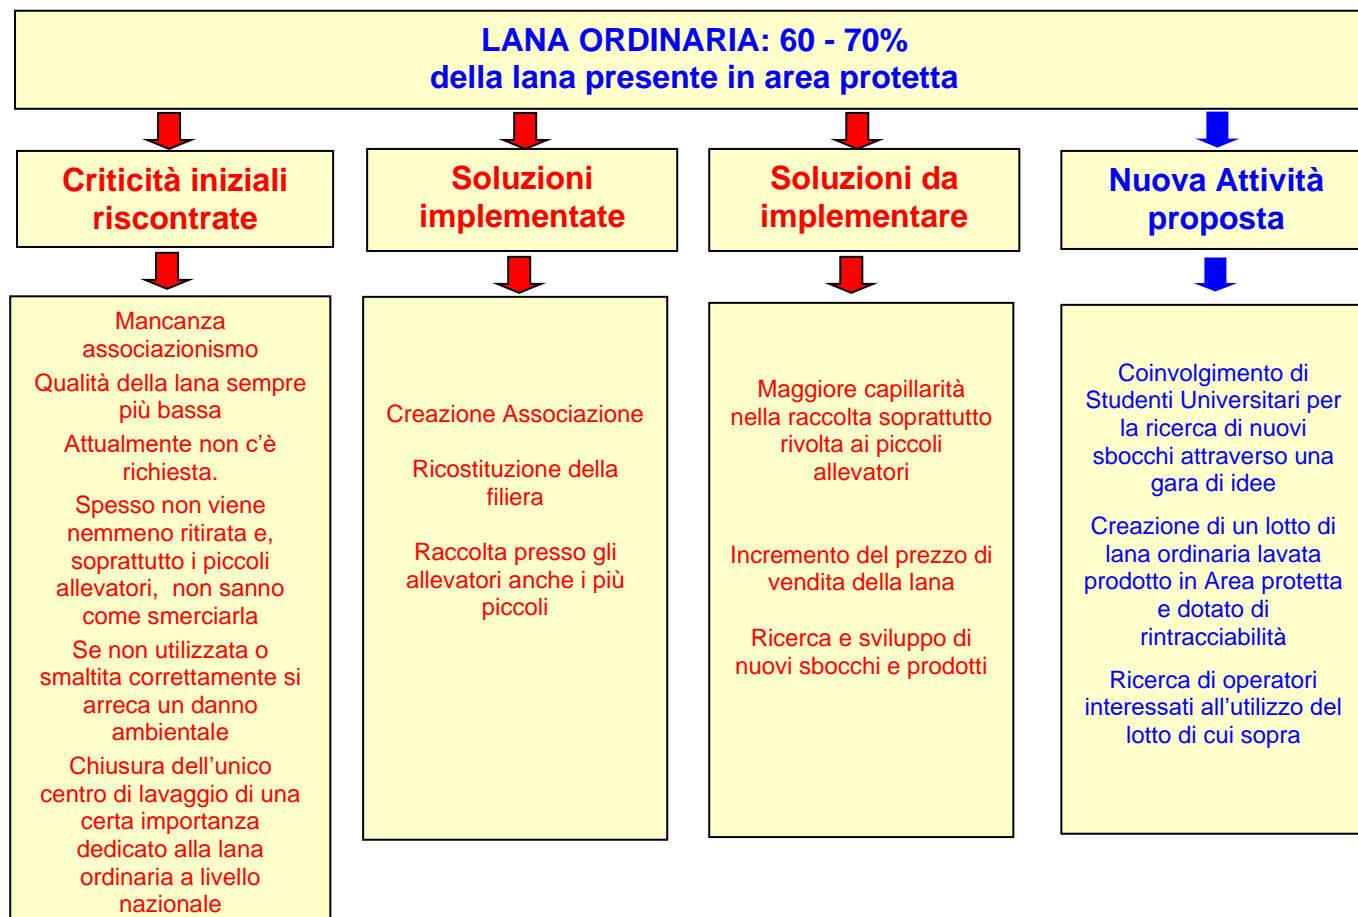 LANA ORDINARIA: 60 - 70%
della lana presente in area protetta
Criticità iniziali
riscontrate
Mancanza
associazionismo
Qualità della lana sempre
più bassa
Attualmente non c’è
richiesta.
Spesso non viene
nemmeno ritirata e,
soprattutto i piccoli
allevatori,  non sanno
come smerciarla
Se non utilizzata o
smaltita correttamente si
arreca un danno
ambientale
Chiusura dell’unico
centro di lavaggio di una
certa importanza
dedicato alla lana
ordinaria a livello
nazionale
Soluzioni
implementate
Creazione Associazione
Ricostituzione della
filiera
Raccolta presso gli
allevatori anche i più
piccoli
Soluzioni da
implementare
Maggiore capillarità
nella raccolta soprattutto
rivolta ai piccoli
allevatori
Incremento del prezzo di
vendita della lana
Ricerca e sviluppo di
nuovi sbocchi e prodotti
Nuova Attività
proposta
Coinvolgimento di
Studenti Universitari per
la ricerca di nuovi
sbocchi attraverso una
gara di idee
Creazione di un lotto di
lana ordinaria lavata
prodotto in Area protetta
e dotato di
rintracciabilità
Ricerca di operatori
interessati all’utilizzo del
lotto di cui sopra